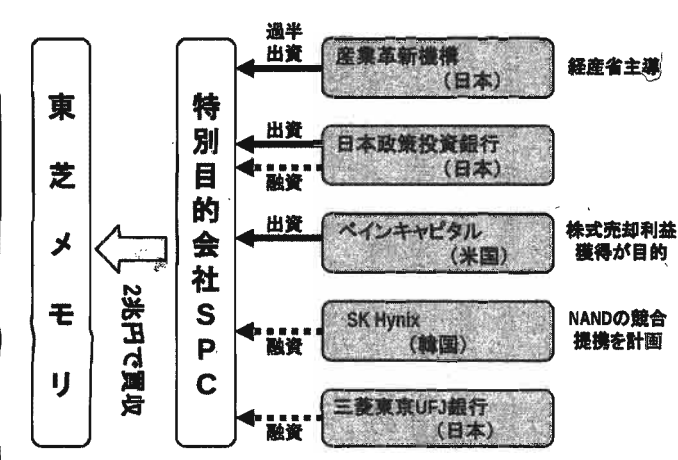 東芝メモリ
2兆円で買収
特別目的会社SPC
過半
出資
産業革新機構
(日本)
経産省主導
出資
融資
日本政策投資銀行
(日本)
出資
ベインキャピタル
(米国)
株式売却利益
獲得が目的
融資
SK Hynix
(韓国)
NANDの競合
提携を計画
融資
三菱東京UFJ銀行
(日本)